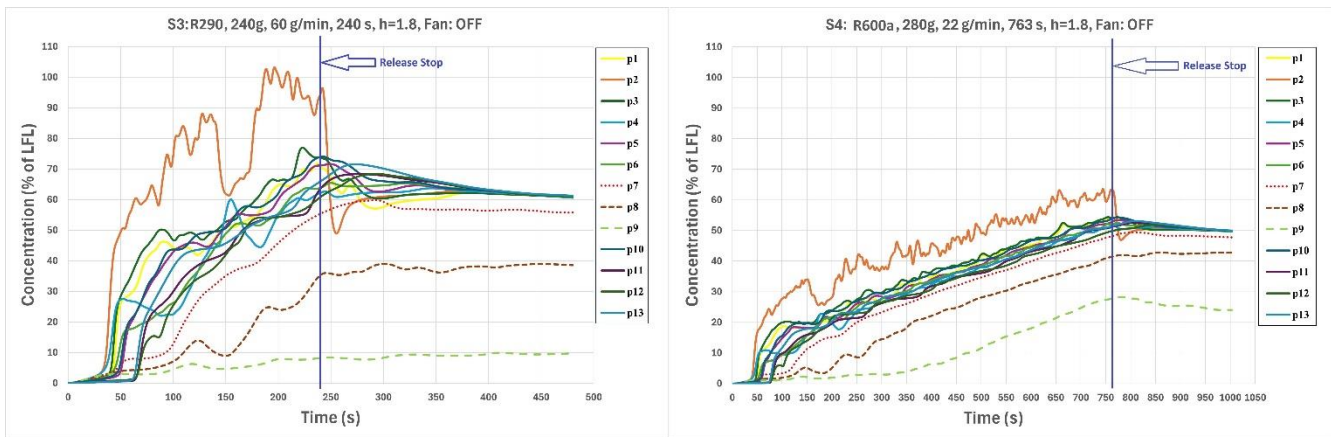 S3:R290, 240g, 60 g/min, 240 s, h=1.8, Fan: OFF
Concentration (% of LFL)
110
100
90
80
70
60
50
40
30
20
10
0
Release Stop
p1
p2
p3
p4
p5
p6
p7
p8
p9
p10
p11
p12
p13
0 50 100 150 200 250 300 350 400 450 500
Time (s)
S4: R600a, 280g, 22 g/min, 763 s, h=1.8, Fan: OFF
Concentration (% of LFL)
110
100
90
80
70
60
50
40
30
20
10
0
Release Stop
p1
p2
p3
p4
p5
p6
p7
p8
p9
p10
p11
p12
p13
0 50 100 150 200 250 300 350 400 450 500 550 600 650 700 750 800 850 900 950 1000 1050
Time (s)